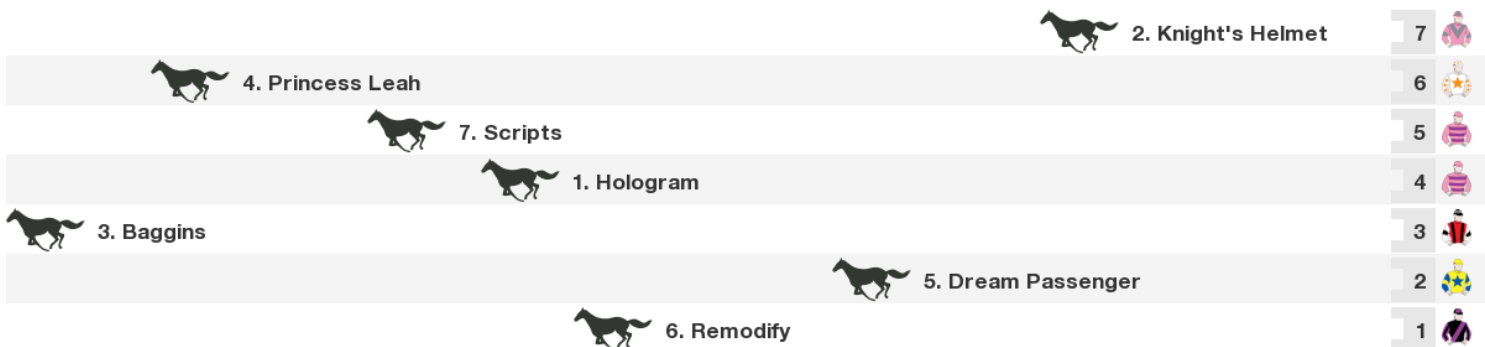 2. Knight's Helmet 7
4. Princess Leah 6
7. Scripts 5
1. Hologram 4
3. Baggins 3
5. Dream Passenger 2
6. Remodify 1